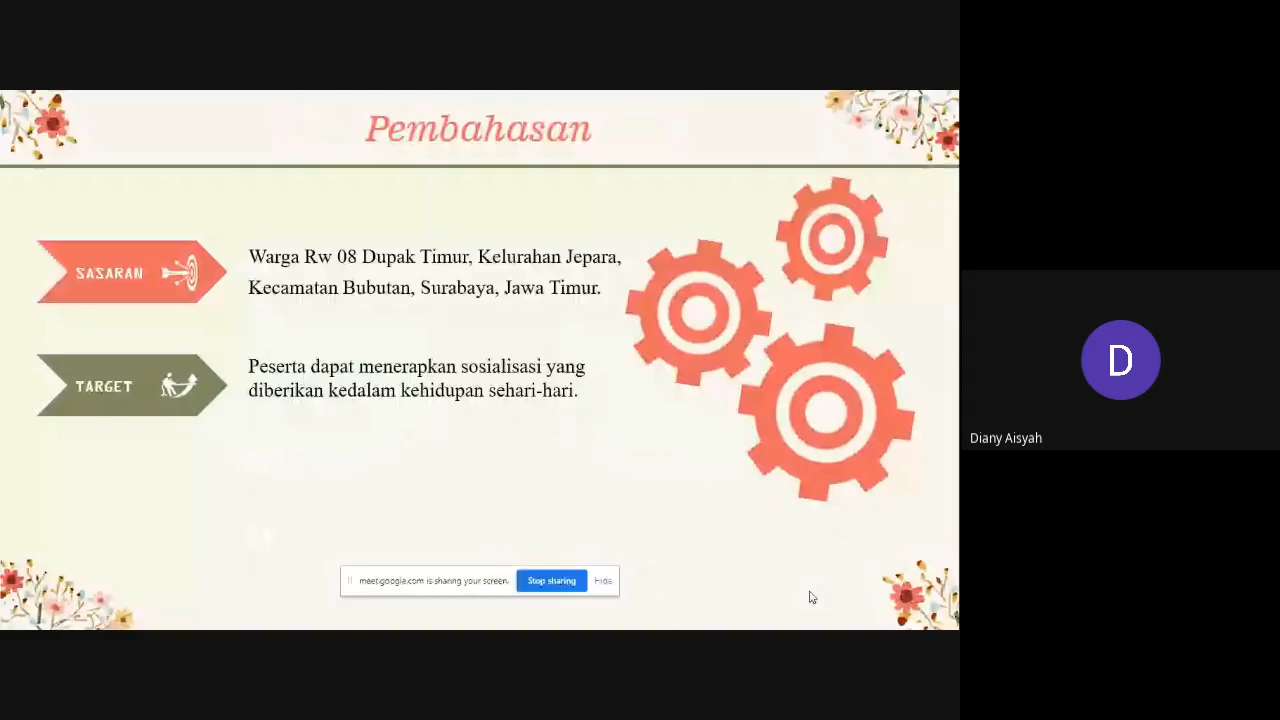 Pembahasan
SASARAN
Warga Rw 08 Dupak Timur, Kelurahan Jepara,
Kecamatan Bubutan, Surabaya, Jawa Timur.
TARGET
Peserta dapat menerapkan sosialisasi yang
diberikan kedalam kehidupan sehari-hari.
meet.google.com is sharing your screen.
Stop sharing
Hide
D
Diany Aisyah